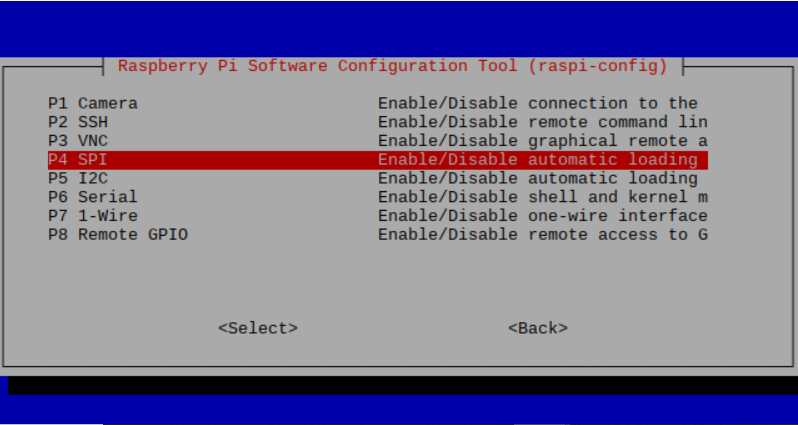 Raspberry Pi Software Configuration Tool (raspi-config)
P1 Camera Enable/Disable connection to the
P2 SSH Enable/Disable remote command lin
P3 VNC Enable/Disable graphical remote a
P4 SPI Enable/Disable automatic loading
P5 I2C Enable/Disable automatic loading
P6 Serial Enable/Disable shell and kernel m
P7 1-Wire Enable/Disable one-wire interface
P8 Remote GPIO Enable/Disable remote access to G
<Select> <Back>